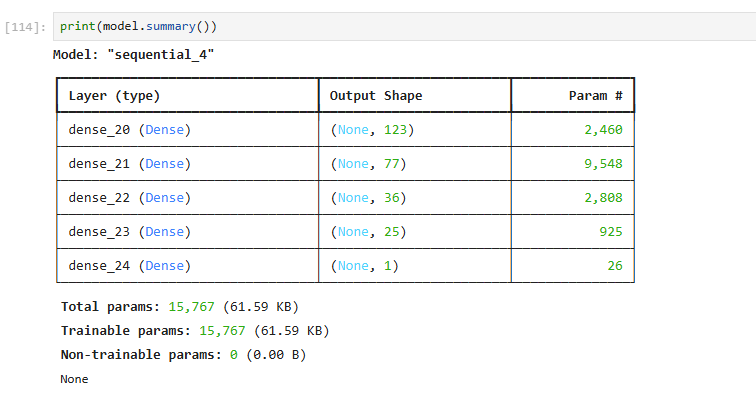 [114]: print(model.summary())
Model: "sequential_4"
Layer (type) Output Shape Param #
dense_20 (Dense) (None, 123) 2,460
dense_21 (Dense) (None, 77) 9,548
dense_22 (Dense) (None, 36) 2,808
dense_23 (Dense) (None, 25) 925
dense_24 (Dense) (None, 1) 26
Total params: 15,767 (61.59 KB)
Trainable params: 15,767 (61.59 KB)
Non-trainable params: 0 (0.00 B)
None